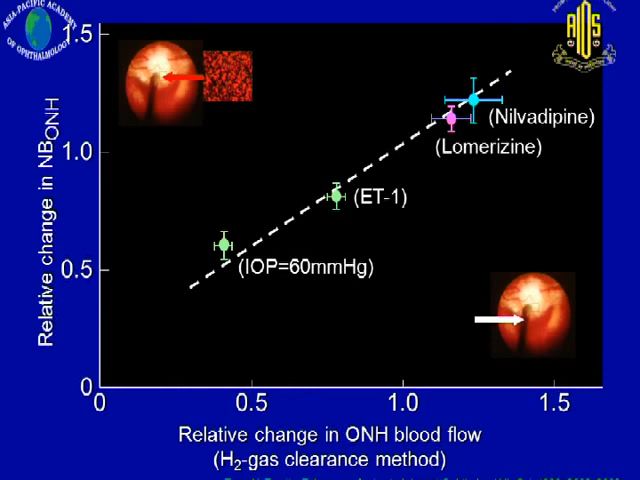 ASIA-PACIFIC ACADEMY
OF OPHTHALMOLOGY
AIOS
1.5
1.0
0.5
0
Relative change in NBONH
(Nilvadipine)
(Lomerizine)
(ET-1)
(IOP=60mmHg)
0
0.5
1.0
1.5
Relative change in ONH blood flow
(H2-gas clearance method)